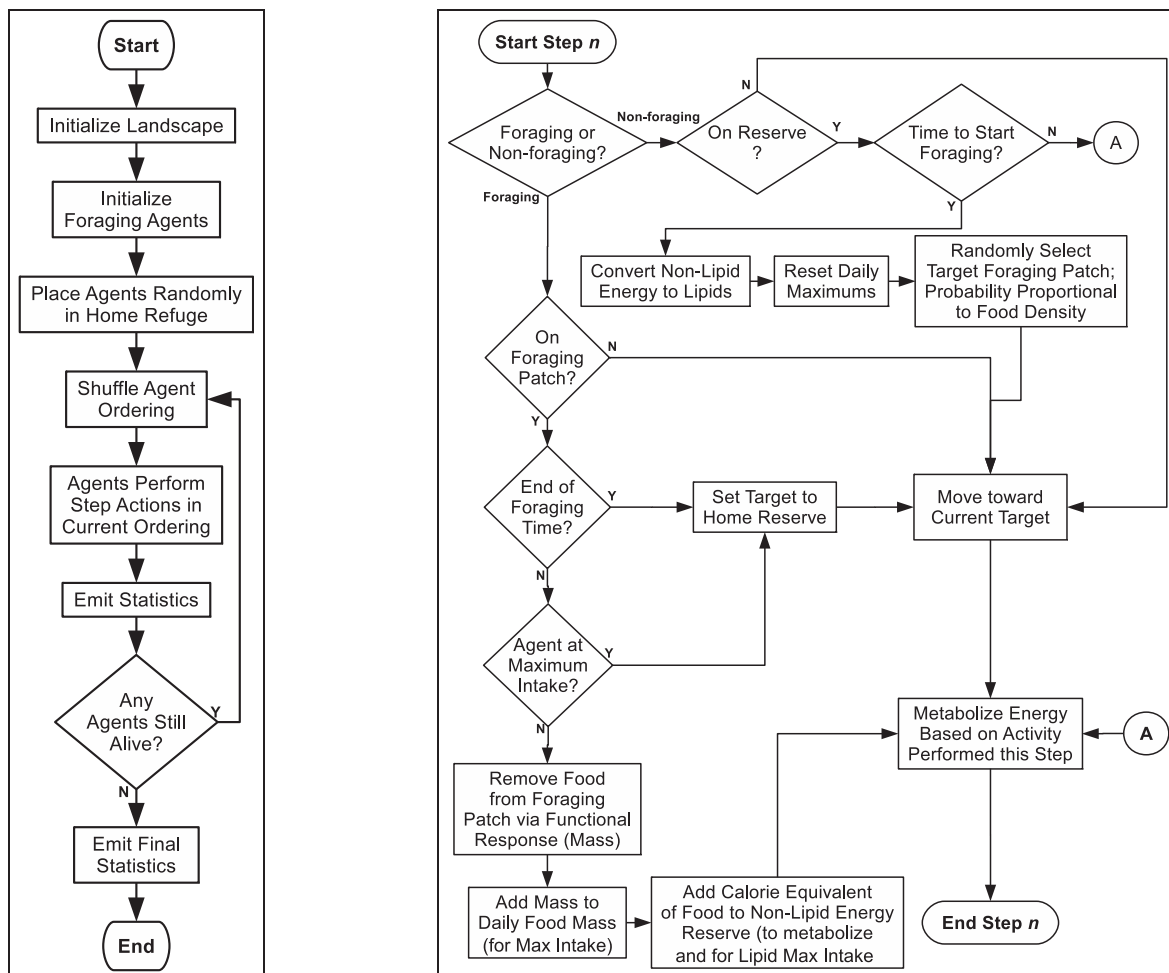 Start
Initialize Landscape
Initialize
Foraging Agents
Place Agents Randomly
in Home Refuge
Shuffle Agent
Ordering
Agents Perform
Step Actions in
Current Ordering
Emit Statistics
Any
Agents Still
Alive?
Y
N
Emit Final
Statistics
End
Start Step n
Foraging or
Non-foraging?
Non-foraging
Foraging
On Reserve
?
N
Y
Time to Start
Foraging?
N
A
Y
Convert Non-Lipid
Energy to Lipids
Reset Daily
Maximums
Randomly Select
Target Foraging Patch;
Probability Proportional
to Food Density
On
Foraging
Patch?
N
Y
End of
Foraging
Time?
Y
N
Set Target to
Home Reserve
Move toward
Current Target
Agent at
Maximum
Intake?
Y
N
Metabolize Energy
Based on Activity
Performed this Step
A
Remove Food
from Foraging
Patch via Functional
Response (Mass)
Add Mass to
Daily Food Mass
(for Max Intake)
Add Calorie Equivalent
of Food to Non-Lipid Energy
Reserve (to metabolize
and for Lipid Max Intake
End Step n